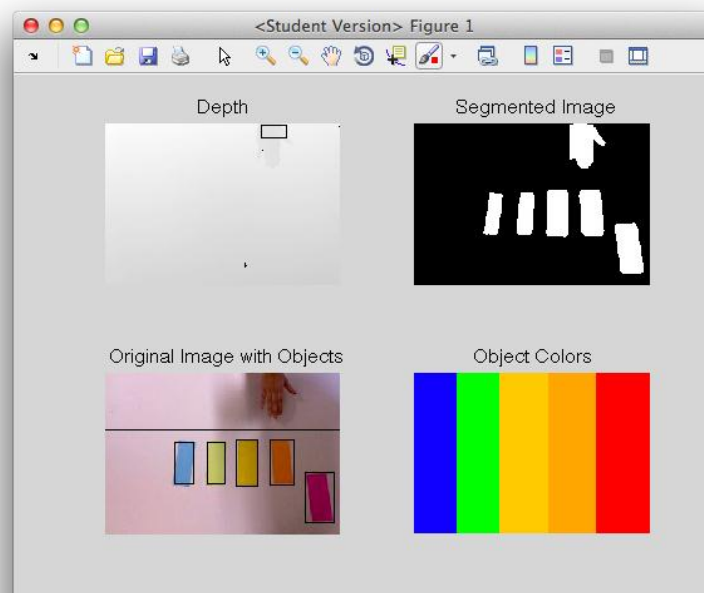 <Student Version> Figure 1
Depth
Segmented Image
Original Image with Objects
Object Colors